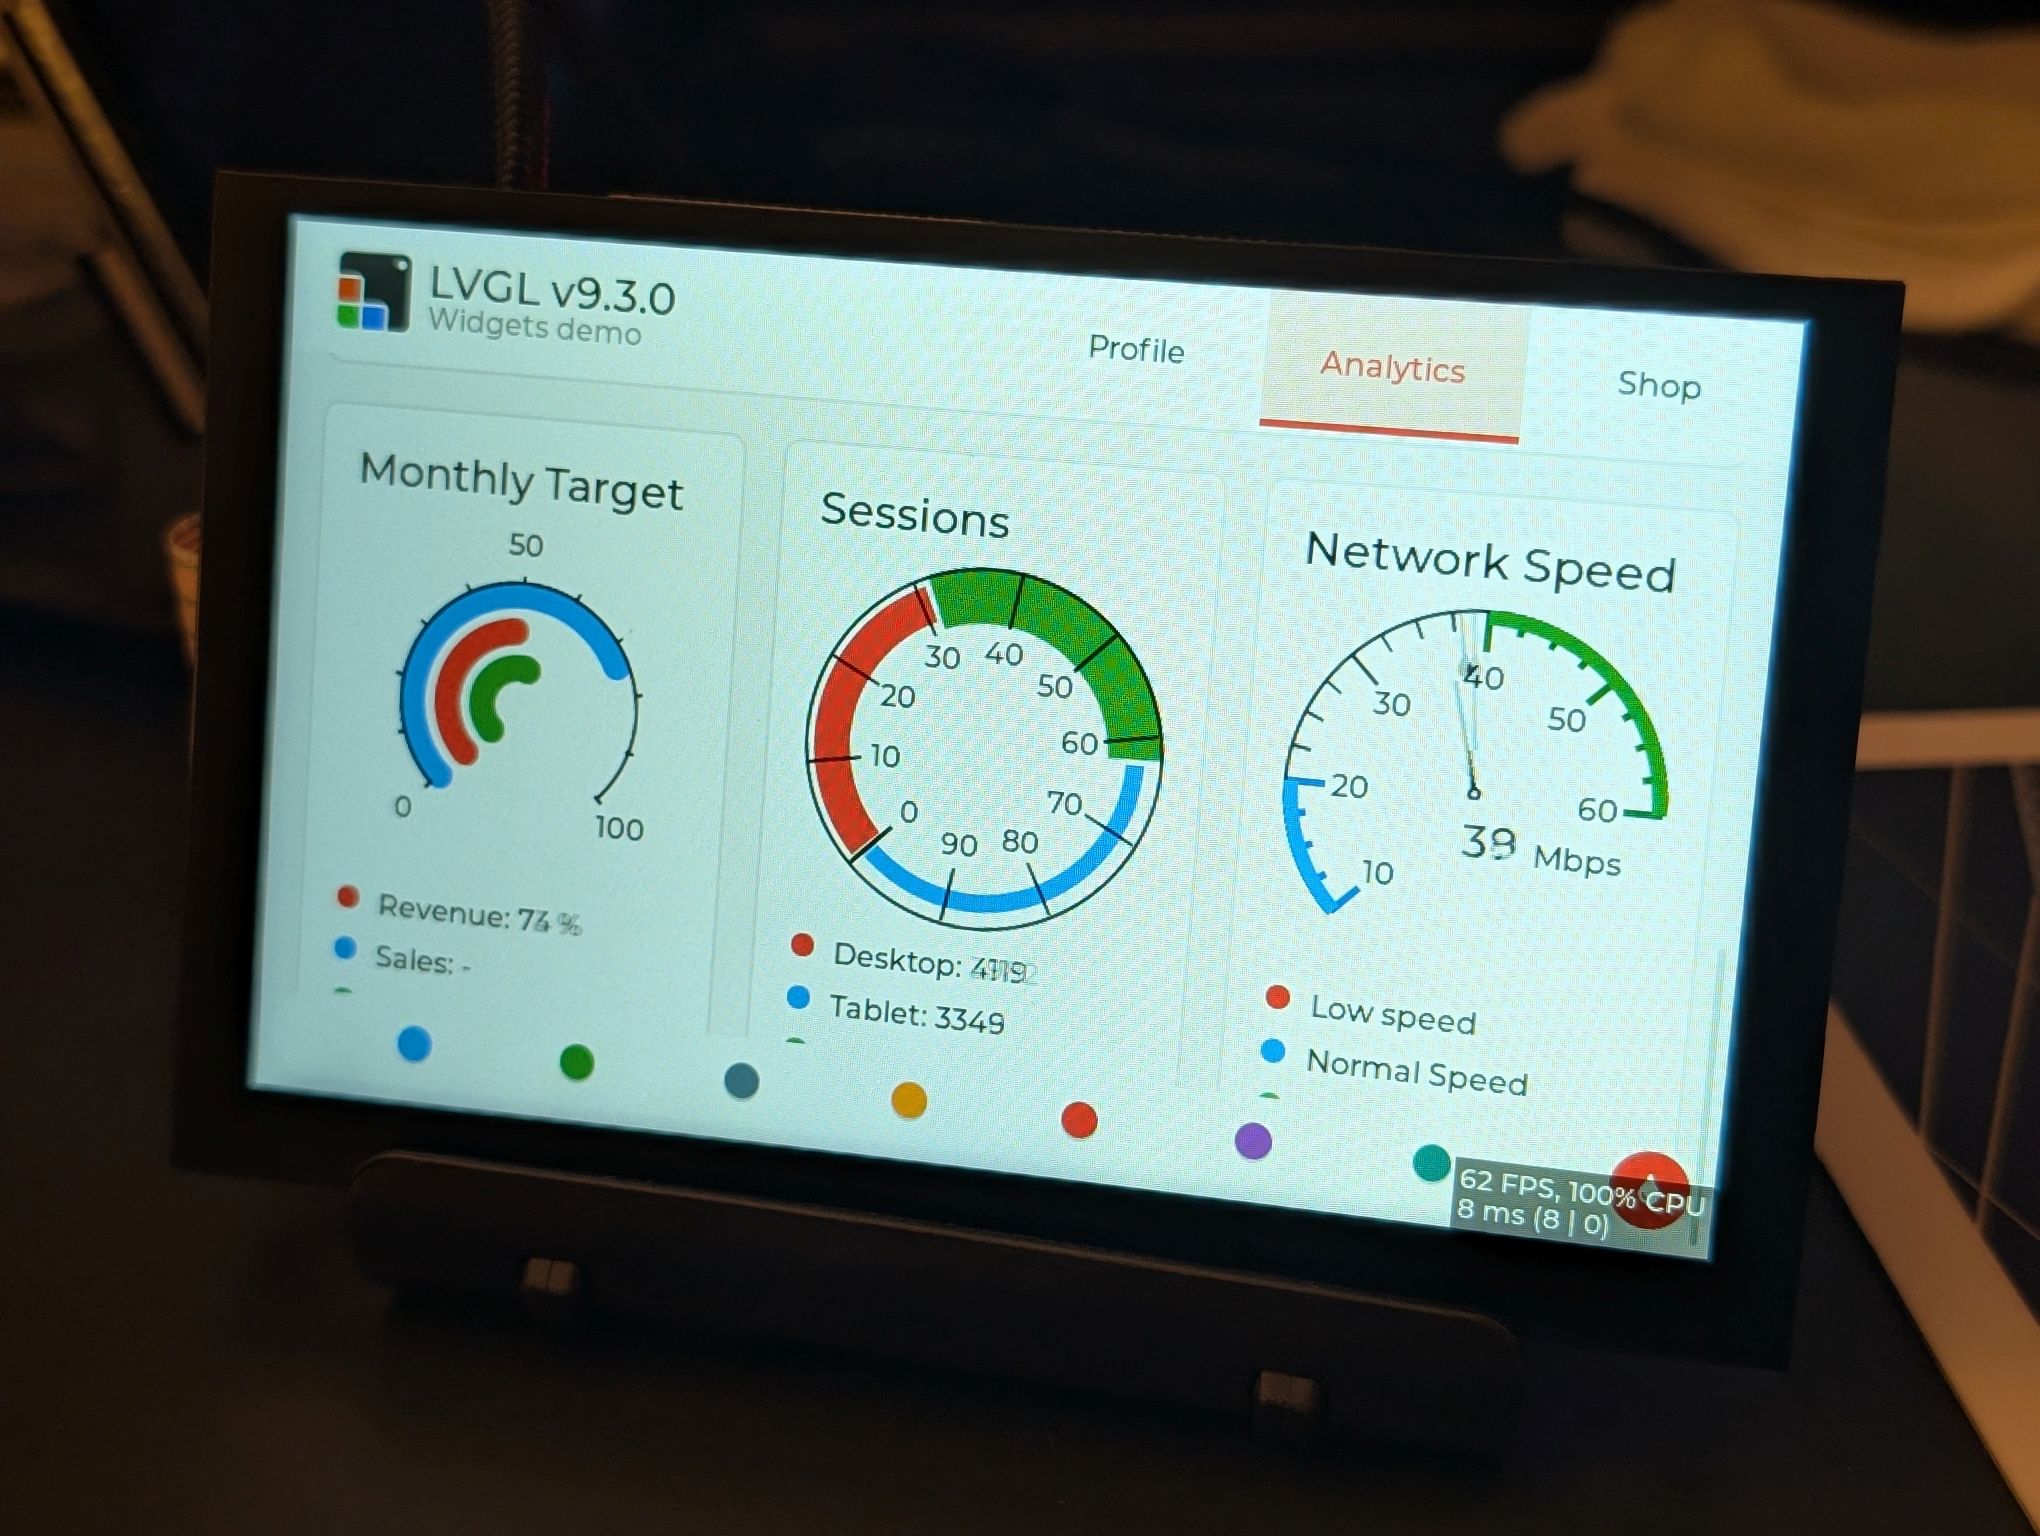 LVGL v9.3.0
Widgets demo
Profile
Analytics
Shop
Monthly Target
50
0
100
Revenue: %
Sales: -
Sessions
0
10
20
30
40
50
60
70
80
90
Desktop:
Tablet: 3349
Network Speed
10
20
30
40
50
60
Mbps
Low speed
Normal Speed
62 FPS, 100% CPU
8 ms (8 | 0)